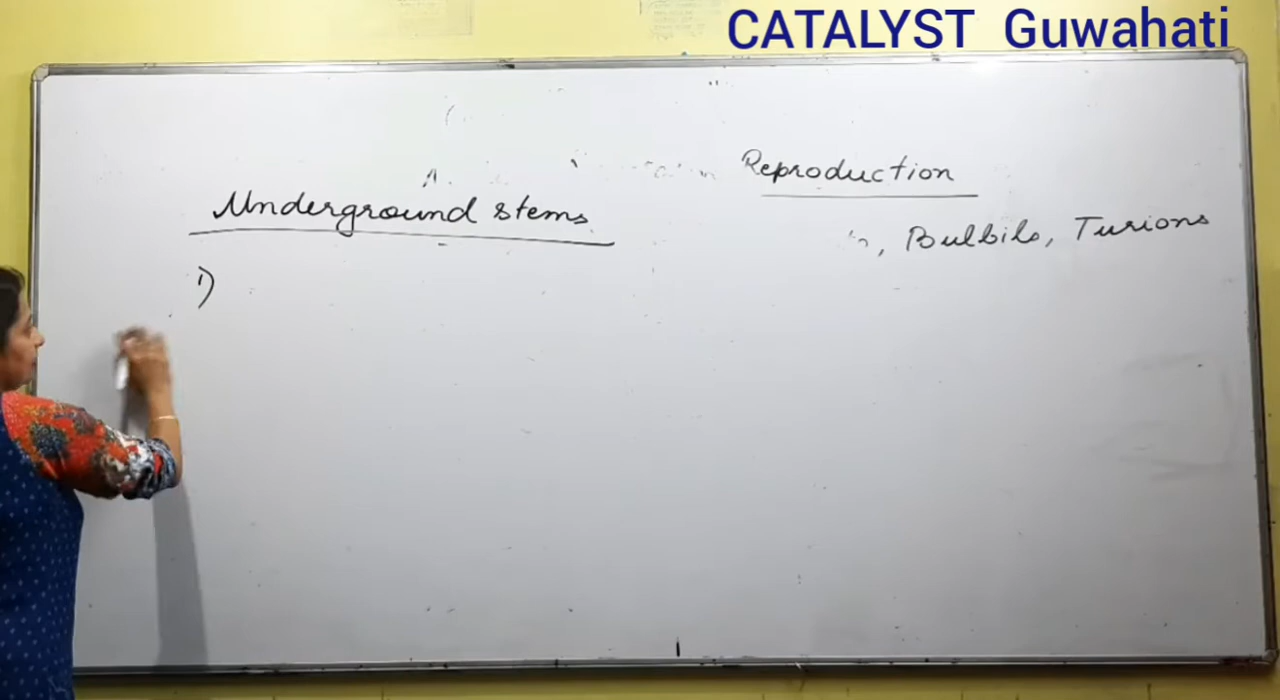 CATALYST Guwahati
Reproduction
Underground stems
, Bulbils, Turions
1)